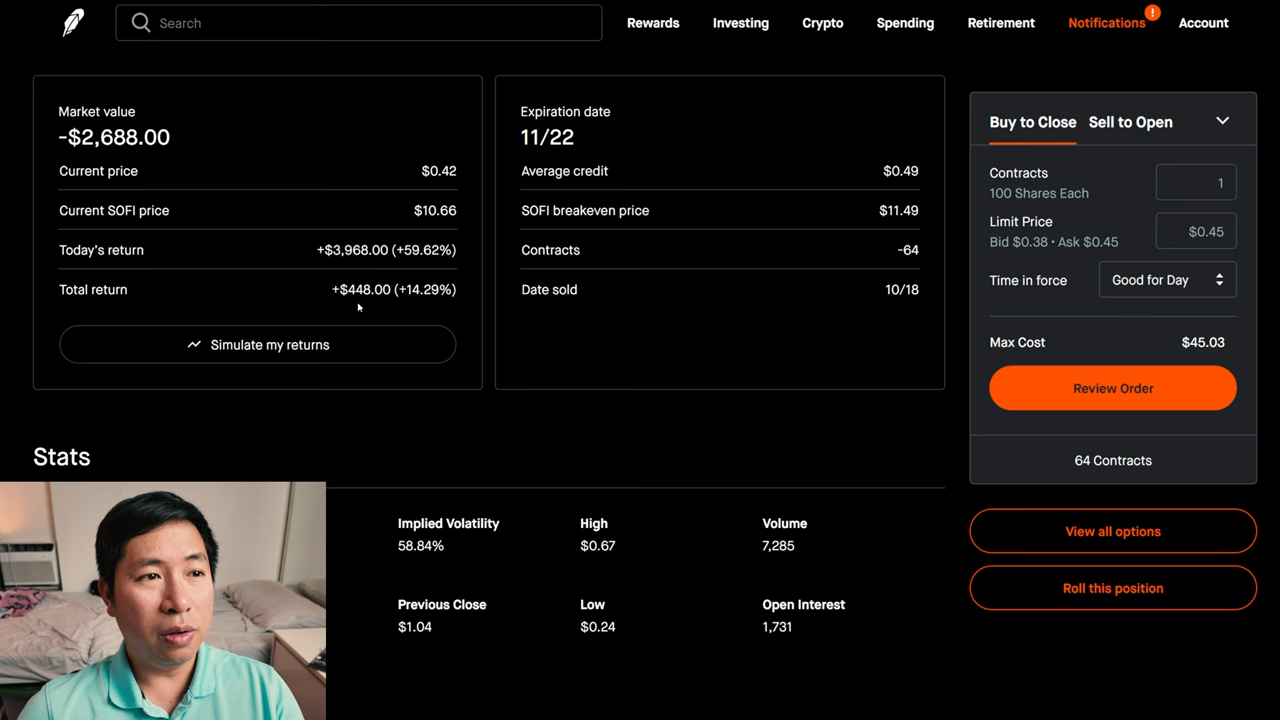 Search
Rewards
Investing
Crypto
Spending
Retirement
Notifications
!
Account
Market value
-$2,688.00
Current price $0.42
Current SOFI price $10.66
Today's return +$3,968.00 (+59.62%)
Total return +$448.00 (+14.29%)
Simulate my returns
Expiration date
11/22
Average credit $0.49
SOFI breakeven price $11.49
Contracts -64
Date sold 10/18
Buy to Close Sell to Open
Contracts 1
100 Shares Each
Limit Price $0.45
Bid $0.38 • Ask $0.45
Time in force Good for Day
Max Cost $45.03
Review Order
64 Contracts
View all options
Roll this position
Stats
Implied Volatility High Volume
58.84% $0.67 7,285
Previous Close Low Open Interest
$1.04 $0.24 1,731